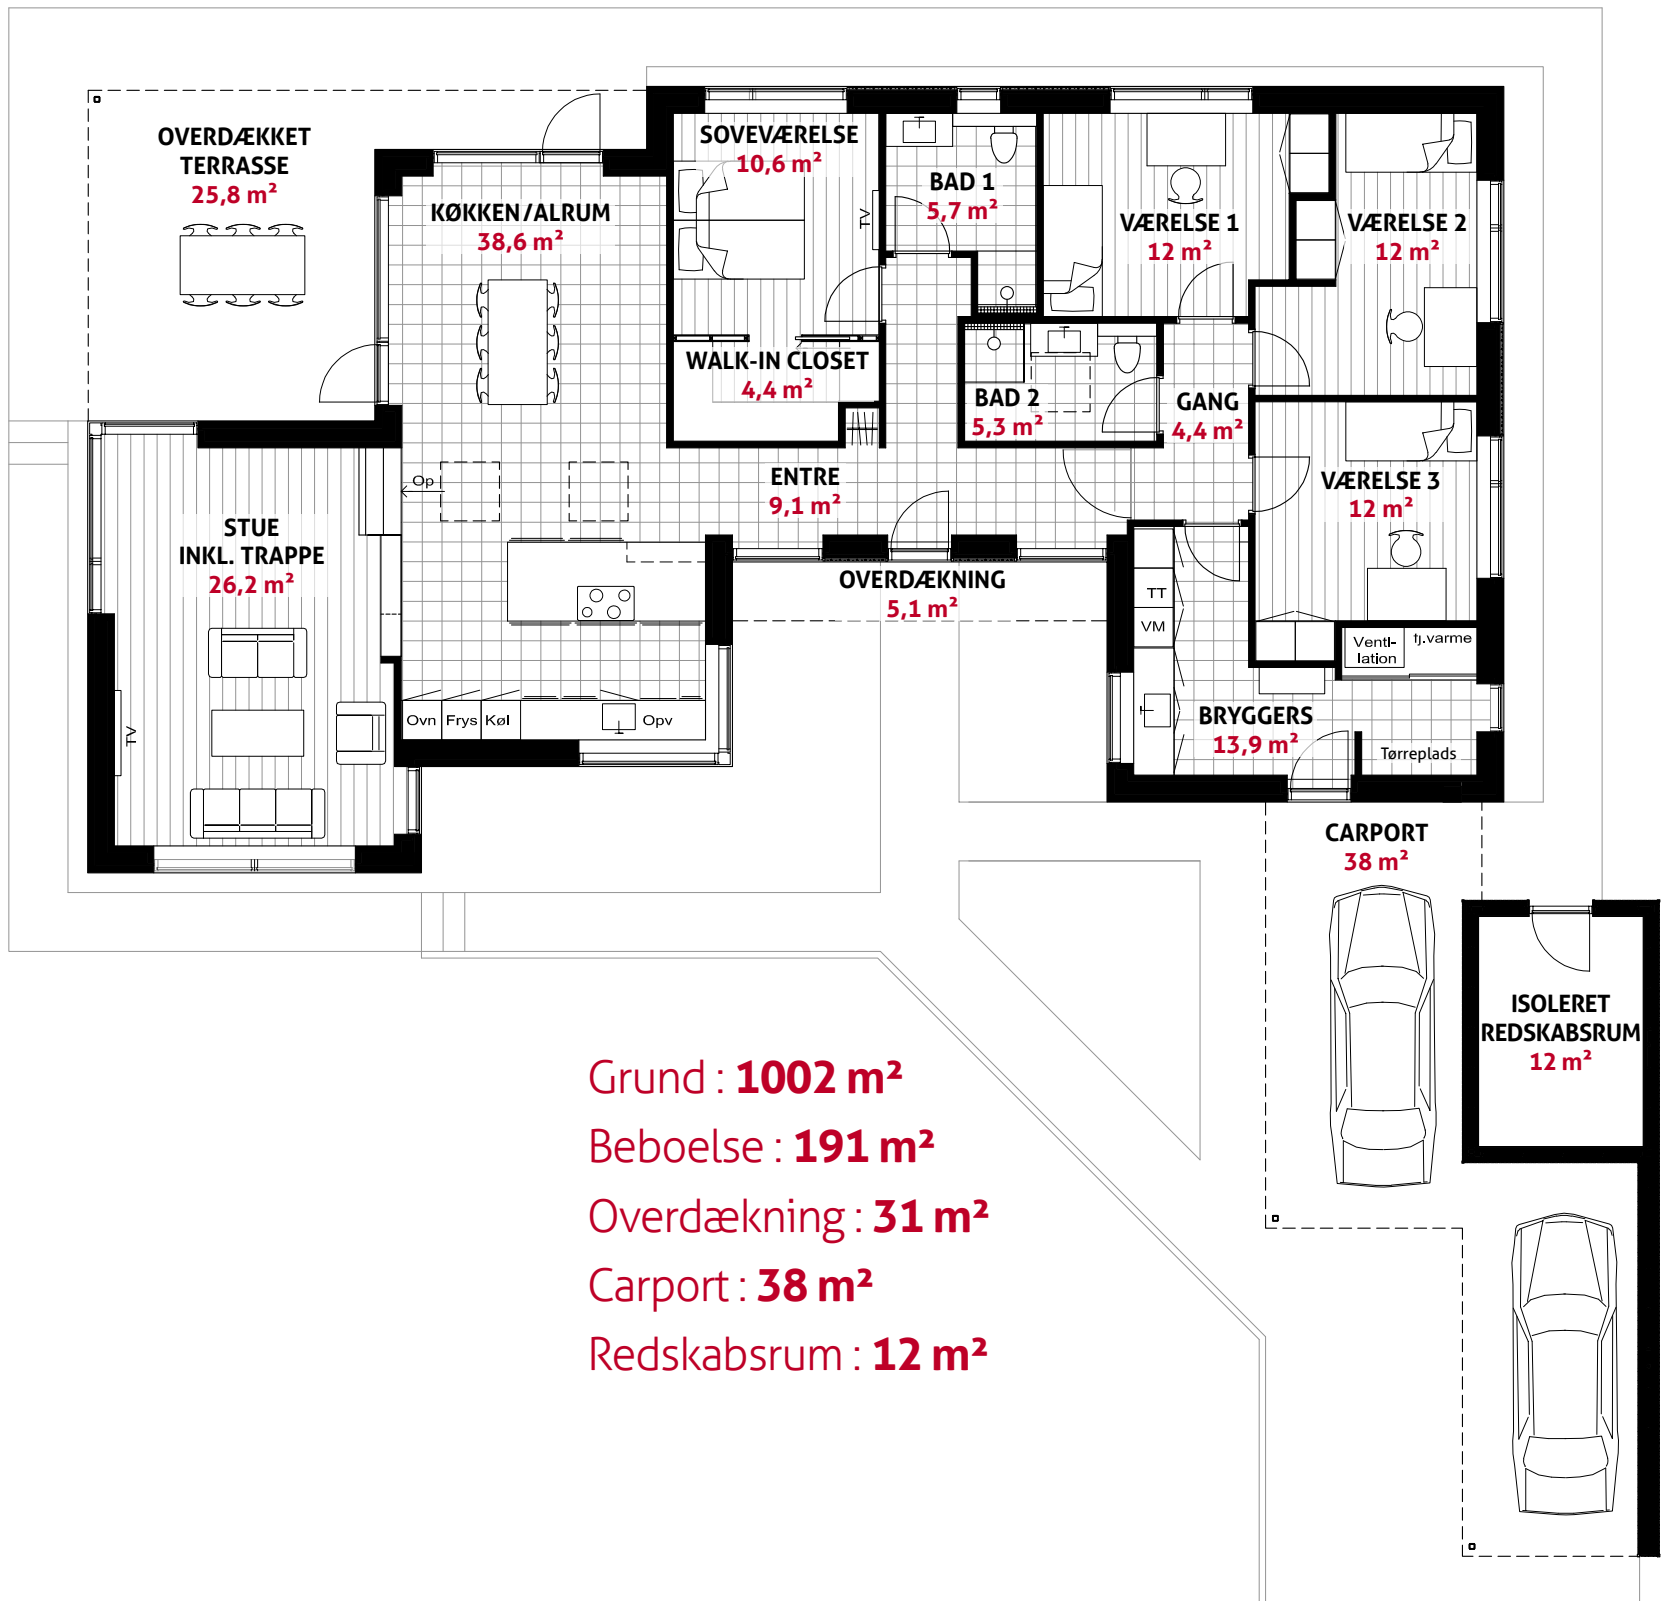 OVERDÆKKET
TERRASSE
25,8 m²
KØKKEN/ALRUM
38,6 m²
SOVEVÆRELSE
10,6 m²
TV
BAD 1
5,7 m²
VÆRELSE 1
12 m²
VÆRELSE 2
12 m²
WALK-IN CLOSET
4,4 m²
BAD 2
5,3 m²
GANG
4,4 m²
Op
ENTRE
9,1 m²
VÆRELSE 3
12 m²
STUE
INKL. TRAPPE
26,2 m²
OVERDÆKNING
5,1 m²
TT
VM
Venti-
lation
fj.varme
Ovn
Frys
Køl
Opv
TV
BRYGGERS
13,9 m²
Tørreplads
CARPORT
38 m²
ISOLERET
REDSKABSRUM
12 m²
Grund : 1002 m²
Beboelse : 191 m²
Overdækning : 31 m²
Carport : 38 m²
Redskabsrum : 12 m²